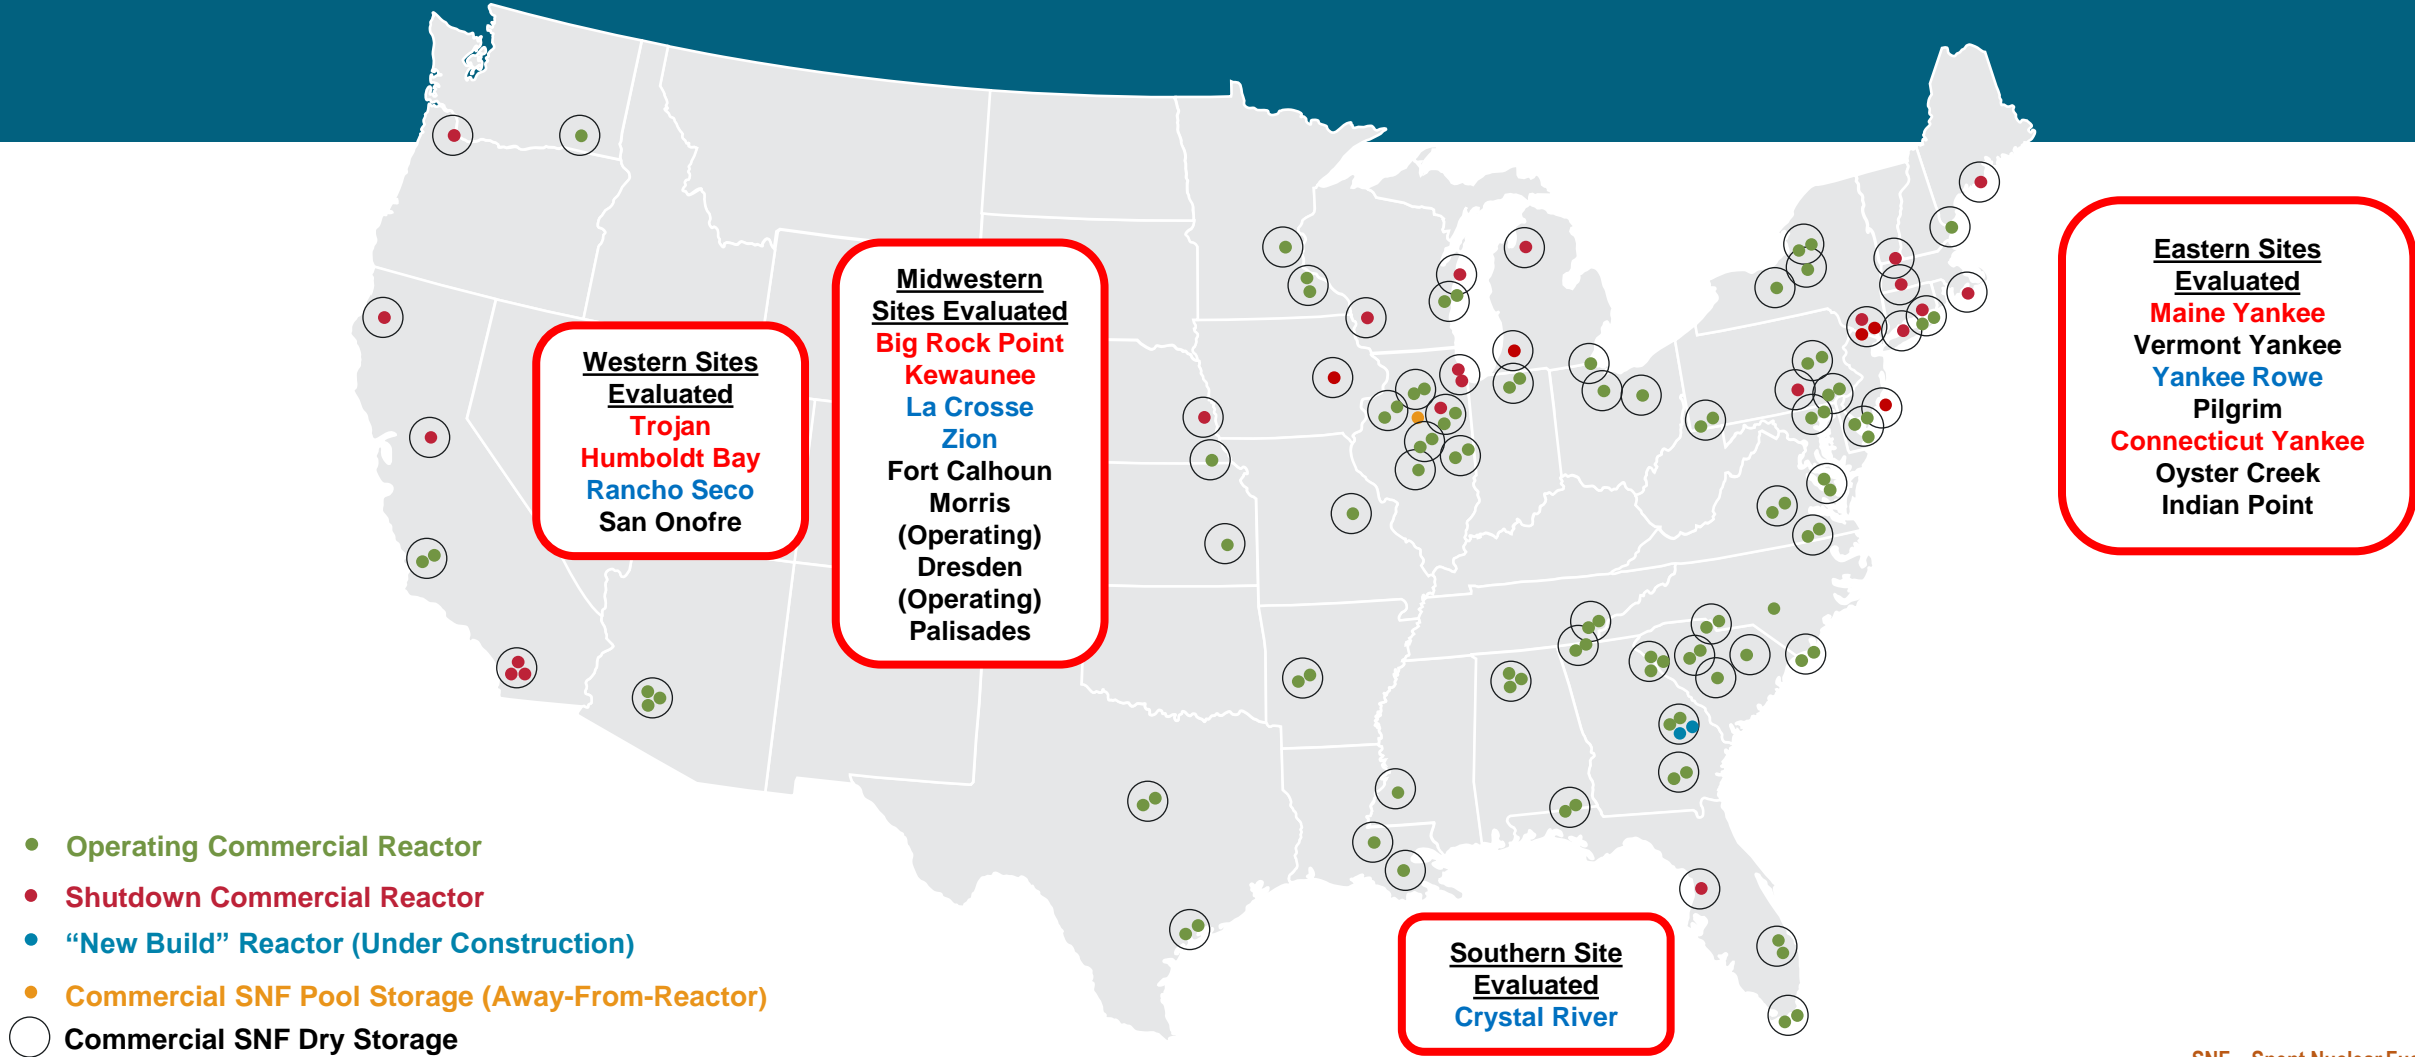 Western Sites
Evaluated
Trojan
Humboldt Bay
Rancho Seco
San Onofre
Midwestern
Sites Evaluated
Big Rock Point
Kewaunee
La Crosse
Zion
Fort Calhoun
Morris
(Operating)
Dresden
(Operating)
Palisades
Eastern Sites
Evaluated
Maine Yankee
Vermont Yankee
Yankee Rowe
Pilgrim
Connecticut Yankee
Oyster Creek
Indian Point
Southern Site
Evaluated
Crystal River
Operating Commercial Reactor
Shutdown Commercial Reactor
“New Build” Reactor (Under Construction)
Commercial SNF Pool Storage (Away-From-Reactor)
Commercial SNF Dry Storage